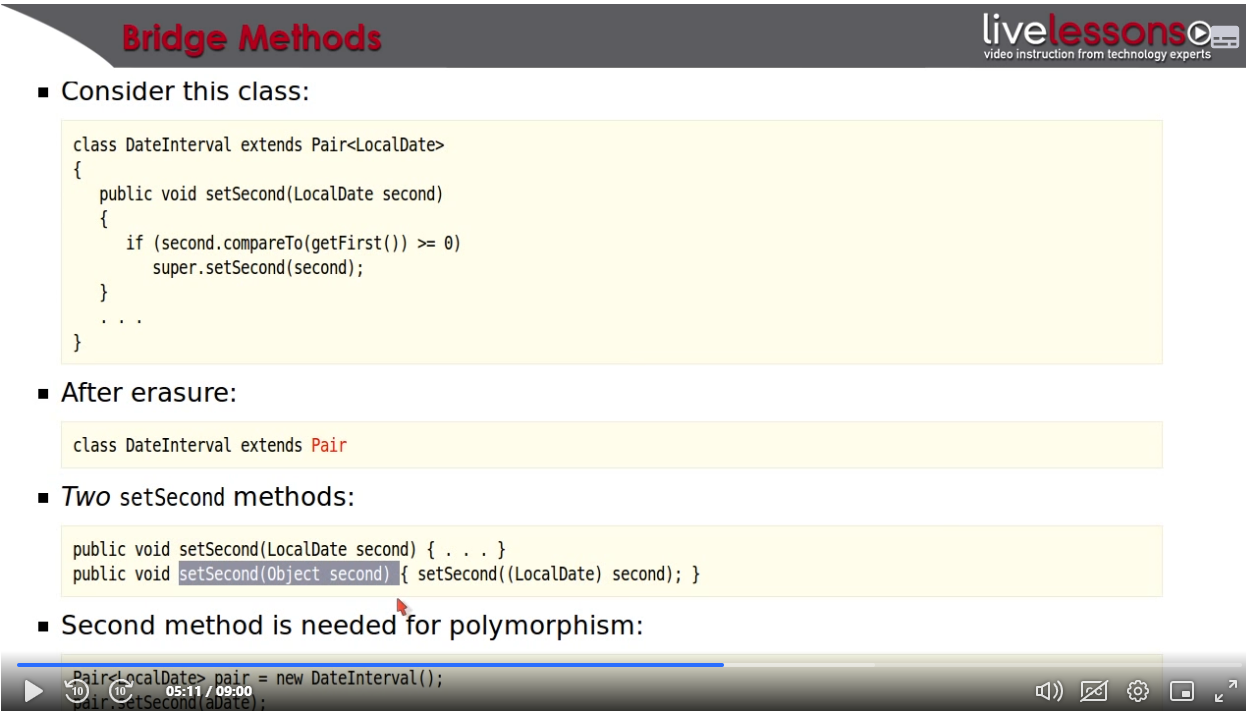 Bridge Methods
livelessons
video instruction from technology experts
Consider this class:
class DateInterval extends Pair<LocalDate>
{
public void setSecond(LocalDate second)
{
if (second.compareTo(getFirst()) >= 0)
super.setSecond(second);
}
. . .
}
After erasure:
class DateInterval extends Pair
Two setSecond methods:
public void setSecond(LocalDate second) { . . . }
public void setSecond(Object second) { setSecond((LocalDate) second); }
Second method is needed for polymorphism:
Pair<LocalDate> pair = new DateInterval();
pair.setSecond(aDate);
10
10
05:11 / 09:00